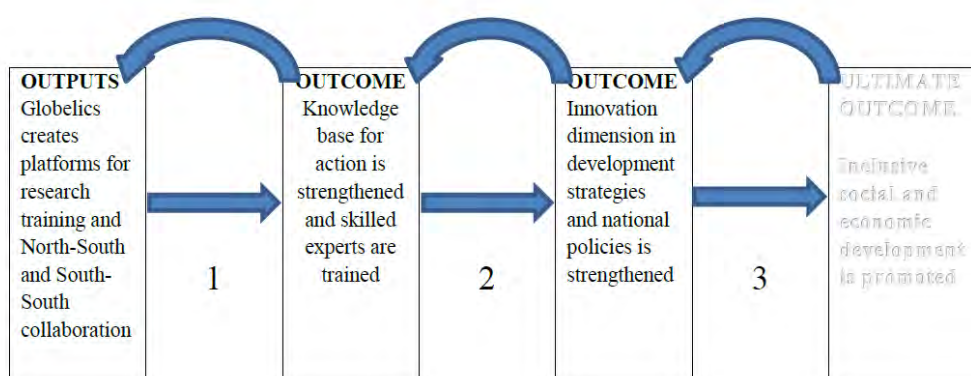 OUTPUTS
Globelics
creates
platforms for
research
training and
North-South
and South-
South
collaboration
1
OUTCOME
Knowledge
base for
action is
strengthened
and skilled
experts are
trained
2
OUTCOME
Innovation
dimension in
development
strategies
and national
policies is
strengthened
3
ULTIMATE
OUTCOME
Inclusive
social and
economic
development
is promoted